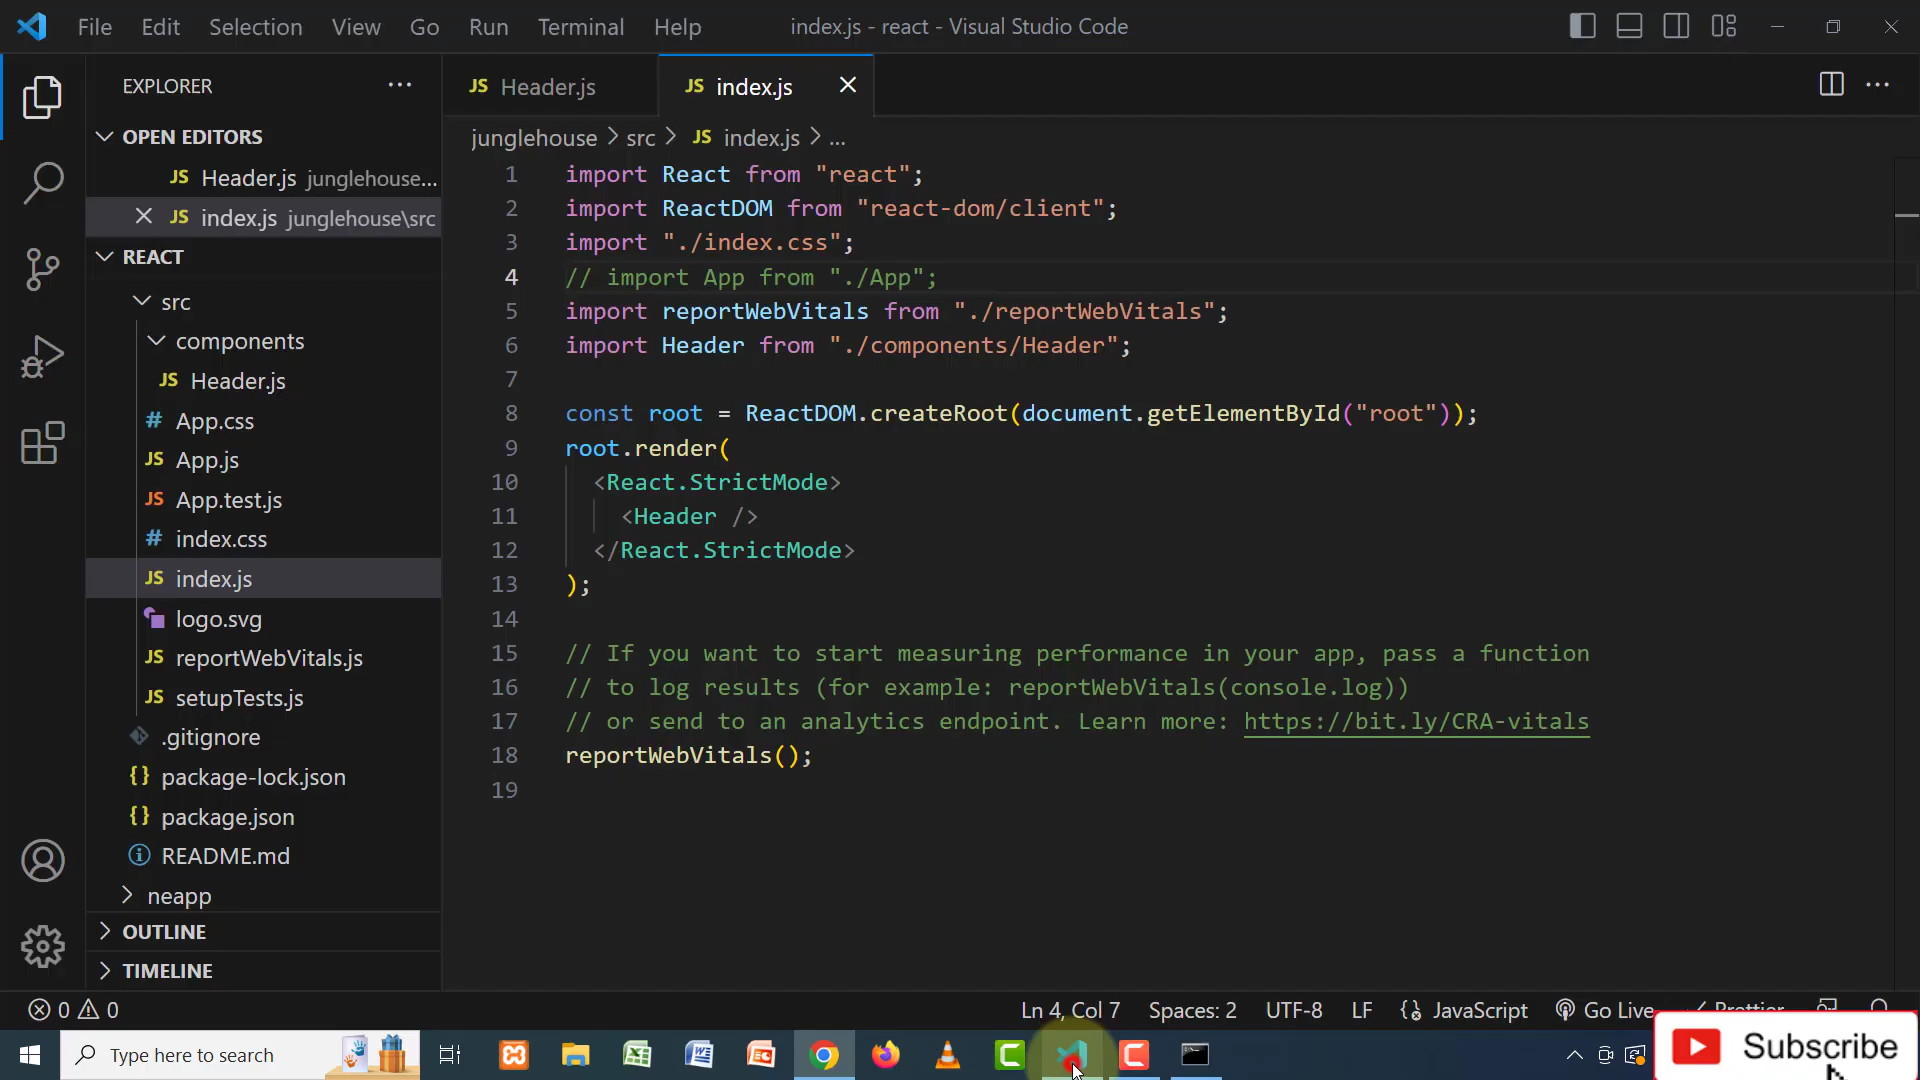 File Edit Selection View Go Run Terminal Help index.js - react - Visual Studio Code
EXPLORER
JS Header.js JS index.js
OPEN EDITORS
junglehouse > src > JS index.js > ...
JS Header.js junglehouse...
JS index.js junglehouse\src
REACT
src
components
JS Header.js
# App.css
JS App.js
JS App.test.js
# index.css
JS index.js
logo.svg
JS reportWebVitals.js
JS setupTests.js
.gitignore
{} package-lock.json
{} package.json
README.md
neapp
OUTLINE
TIMELINE
1 import React from "react";
2 import ReactDOM from "react-dom/client";
3 import "./index.css";
4 // import App from "./App";
5 import reportWebVitals from "./reportWebVitals";
6 import Header from "./components/Header";
7
8 const root = ReactDOM.createRoot(document.getElementById("root"));
9 root.render(
10 <React.StrictMode>
11 <Header />
12 </React.StrictMode>
13 );
14
15 // If you want to start measuring performance in your app, pass a function
16 // to log results (for example: reportWebVitals(console.log))
17 // or send to an analytics endpoint. Learn more: https://bit.ly/CRA-vitals
18 reportWebVitals();
19
0 0 Ln 4, Col 7 Spaces: 2 UTF-8 LF {} JavaScript Go Live Prettier
Type here to search
Subscribe